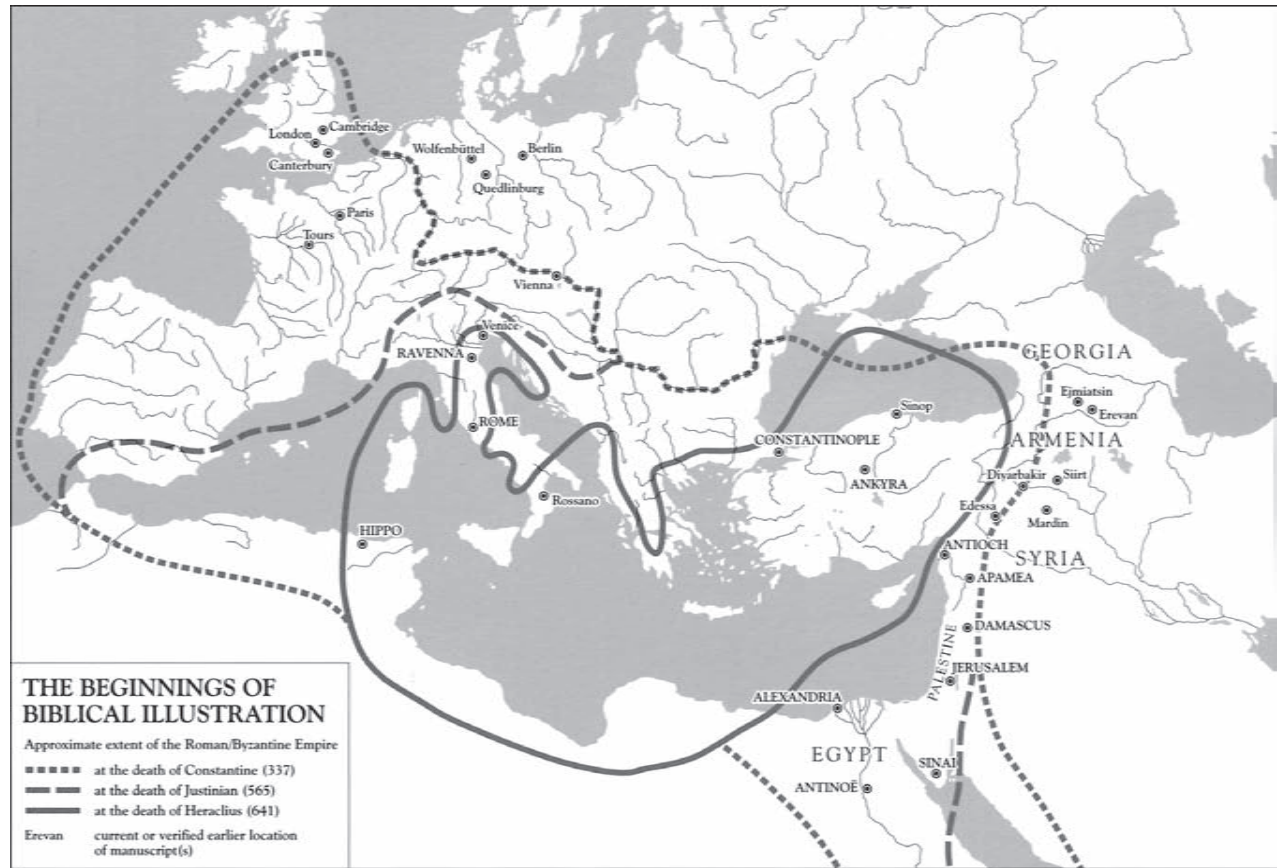 Cambridge
London
Canterbury
Wolfenbüttel
Berlin
Quedlinburg
Paris
Tours
Vienna
Venice
RAVENNA
GEORGIA
Ejmiatsin
Erevan
Sinop
ROME
CONSTANTINOPLE
ARMENIA
ANKYRA
Diyarbakir
Siirt
Rossano
Edessa
Mardin
HIPPO
ANTIOCH
SYRIA
APAMEA
DAMASCUS
PALESTINE
JERUSALEM
ALEXANDRIA
EGYPT
SINAI
ANTINOË
THE BEGINNINGS OF
BIBLICAL ILLUSTRATION
Approximate extent of the Roman/Byzantine Empire
at the death of Constantine (337)
at the death of Justinian (565)
at the death of Heraclius (641)
Erevan current or verified earlier location
of manuscript(s)